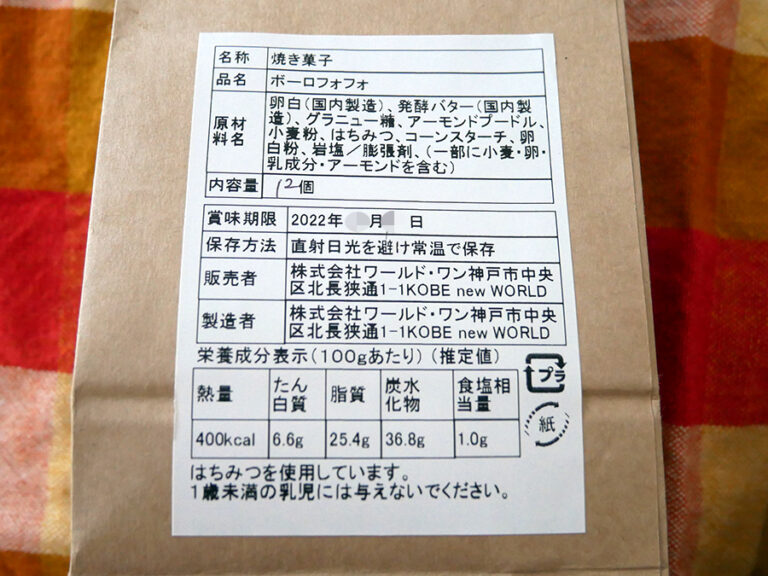 名称 焼き菓子
品名 ボーロフォフォ
原材料名 卵白(国内製造)、発酵バター(国内製
造)、グラニュー糖、アーモンドプードル、
小麦粉、はちみつ、コーンスターチ、卵
白粉、岩塩/膨張剤、(一部に小麦・卵・
乳成分・アーモンドを含む)
内容量 12個
賞味期限 2022年 月 日
保存方法 直射日光を避け常温で保存
販売者 株式会社ワールド・ワン神戸市中央
区北長狭通1-1KOBE new WORLD
製造者 株式会社ワールド・ワン神戸市中央
区北長狭通1-1KOBE new WORLD
栄養成分表示(100gあたり)(推定値)
熱量 たん白質 脂質 炭水化物 食塩相当量
400kcal 6.6g 25.4g 36.8g 1.0g
プラ
紙
はちみつを使用しています。
1歳未満の乳児には与えないでください。